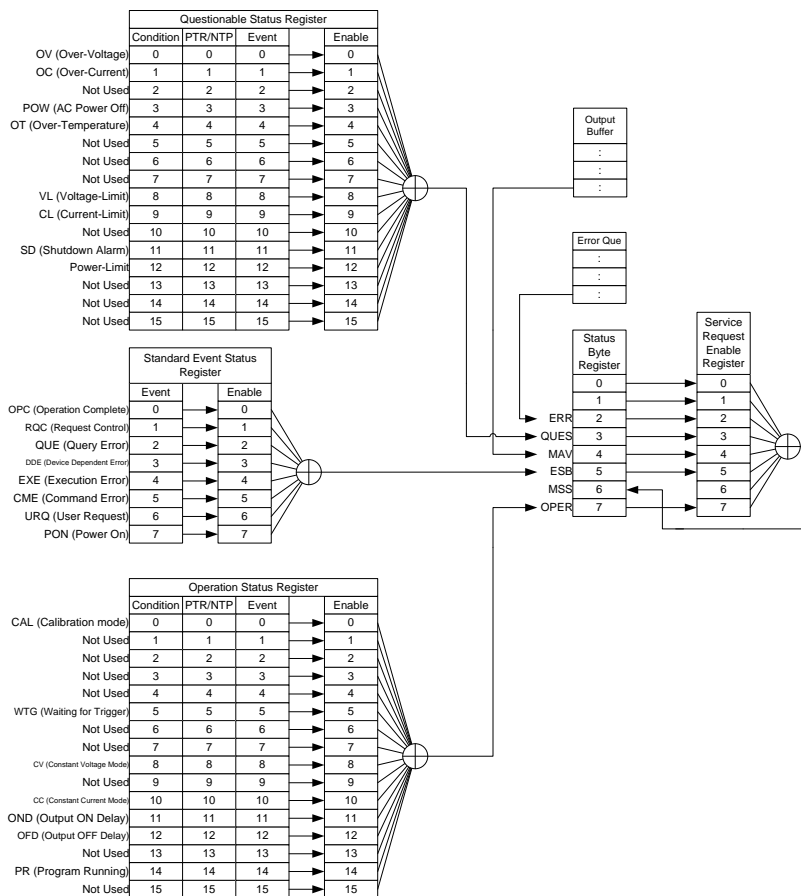 Questionable Status Register
Condition PTR/NTP Event Enable
OV (Over-Voltage) 0 0 0 0
OC (Over-Current) 1 1 1 1
Not Used 2 2 2 2
POW (AC Power Off) 3 3 3 3
OT (Over-Temperature) 4 4 4 4
Not Used 5 5 5 5
Not Used 6 6 6 6
Not Used 7 7 7 7
VL (Voltage-Limit) 8 8 8 8
CL (Current-Limit) 9 9 9 9
Not Used 10 10 10 10
SD (Shutdown Alarm) 11 11 11 11
Power-Limit 12 12 12 12
Not Used 13 13 13 13
Not Used 14 14 14 14
Not Used 15 15 15 15
Output
Buffer
:
:
:
Error Que
:
:
:
Standard Event Status
Register
Event Enable
OPC (Operation Complete) 0 0
RQC (Request Control) 1 1
QUE (Query Error) 2 2
DDE (Device Dependent Error) 3 3
EXE (Execution Error) 4 4
CME (Command Error) 5 5
URQ (User Request) 6 6
PON (Power On) 7 7
Status
Byte
Register
Service
Request
Enable
Register
0 0
1 1
ERR 2 2
QUES 3 3
MAV 4 4
ESB 5 5
MSS 6 6
OPER 7 7
Operation Status Register
Condition PTR/NTP Event Enable
CAL (Calibration mode) 0 0 0 0
Not Used 1 1 1 1
Not Used 2 2 2 2
Not Used 3 3 3 3
Not Used 4 4 4 4
WTG (Waiting for Trigger) 5 5 5 5
Not Used 6 6 6 6
Not Used 7 7 7 7
CV (Constant Voltage Mode) 8 8 8 8
Not Used 9 9 9 9
CC (Constant Current Mode) 10 10 10 10
OND (Output ON Delay) 11 11 11 11
OFD (Output OFF Delay) 12 12 12 12
Not Used 13 13 13 13
PR (Program Running) 14 14 14 14
Not Used 15 15 15 15